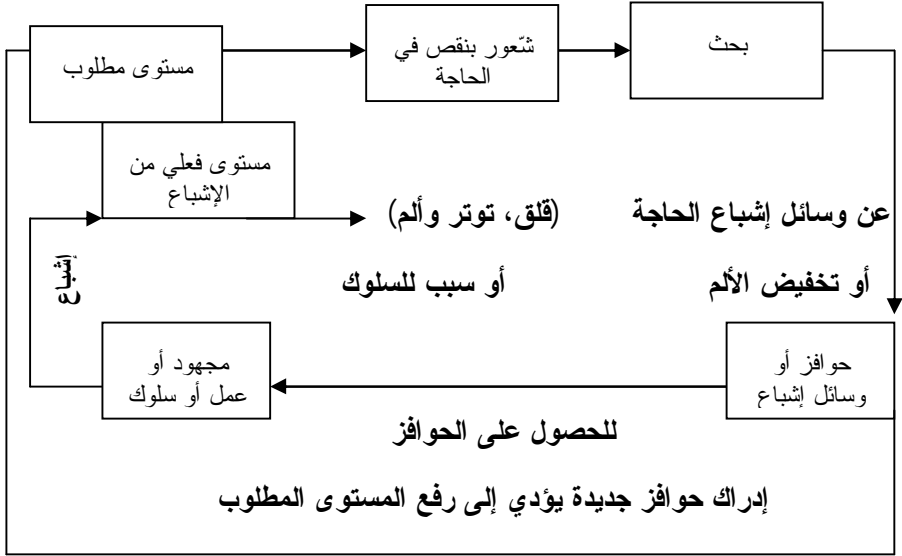 مستوى مطلوب
شّعور بنقص في
الحاجة
بحث
مستوى فعلي من
الإشباع
عن وسائل إشباع الحاجة
(قلق، توتر وألم)
أو تخفيض الألم
أو سبب للسلوك
إشباع
مجهود أو
عمل أو سلوك
حوافز أو
وسائل إشباع
للحصول على الحوافز
إدراك حوافز جديدة يؤدي إلى رفع المستوى المطلوب